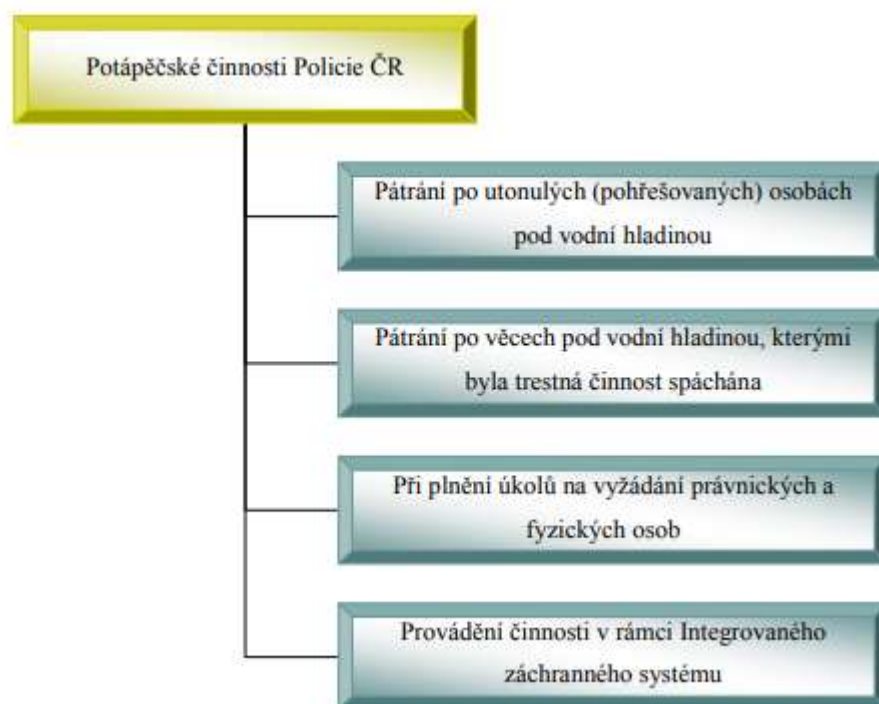 Potápěčské činnosti Policie ČR
Pátrání po utonulých (pohřešovaných) osobách
pod vodní hladinou
Pátrání po věcech pod vodní hladinou, kterými
byla trestná činnost spáchána
Při plnění úkolů na vyžádání právnických a
fyzických osob
Provádění činnosti v rámci Integrovaného
záchranného systému